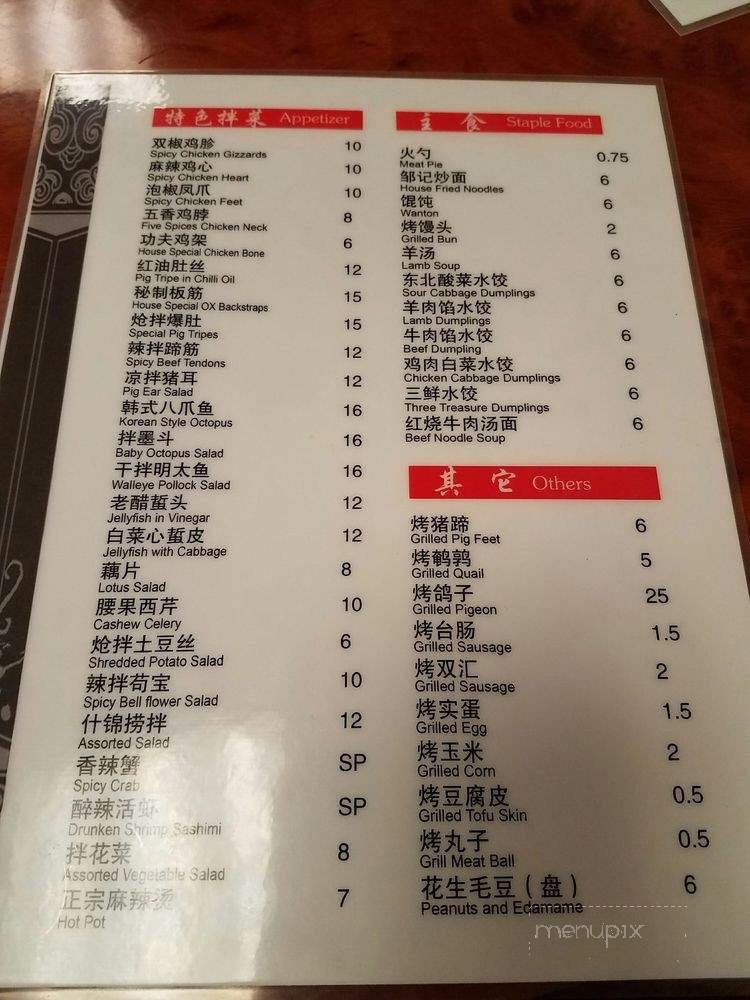 特色拌菜 Appetizer
双椒鸡胗 10
Spicy Chicken Gizzards
麻辣鸡心 10
Spicy Chicken Heart
泡椒凤爪 10
Spicy Chicken Feet
五香鸡脖 8
Five Spices Chicken Neck
功夫鸡架 6
House Special Chicken Bone
红油肚丝 12
Pig Tripe in Chilli Oil
秘制板筋 15
House Special OX Backstraps
炝拌爆肚 15
Special Pig Tripes
辣拌蹄筋 12
Spicy Beef Tendons
凉拌猪耳 12
Pig Ear Salad
韩式八爪鱼 16
Korean Style Octopus
拌墨斗 16
Baby Octopus Salad
干拌明太鱼 16
Walleye Pollock Salad
老醋蜇头 12
Jellyfish in Vinegar
白菜心蜇皮 12
Jellyfish with Cabbage
藕片 8
Lotus Salad
腰果西芹 10
Cashew Celery
炝拌土豆丝 6
Shredded Potato Salad
辣拌苟宝 10
Spicy Bell flower Salad
什锦捞拌 12
Assorted Salad
香辣蟹 SP
Spicy Crab
醉辣活虾 SP
Drunken Shrimp Sashimi
拌花菜 8
Assorted Vegetable Salad
正宗麻辣烫 7
Hot Pot
主食 Staple Food
火勺 0.75
Meat Pie
邹记炒面 6
House Fried Noodles
馄饨 6
Wanton
烤馒头 2
Grilled Bun
羊汤 6
Lamb Soup
东北酸菜水饺 6
Sour Cabbage Dumplings
羊肉馅水饺 6
Lamb Dumplings
牛肉馅水饺 6
Beef Dumpling
鸡肉白菜水饺 6
Chicken Cabbage Dumplings
三鲜水饺 6
Three Treasure Dumplings
红烧牛肉汤面 6
Beef Noodle Soup
其它 Others
烤猪蹄 6
Grilled Pig Feet
烤鹌鹑 5
Grilled Quail
烤鸽子 25
Grilled Pigeon
烤台肠 1.5
Grilled Sausage
烤双汇 2
Grilled Sausage
烤实蛋 1.5
Grilled Egg
烤玉米 2
Grilled Corn
烤豆腐皮 0.5
Grilled Tofu Skin
烤丸子 0.5
Grill Meat Ball
花生毛豆(盘) 6
Peanuts and Edamame
menupix